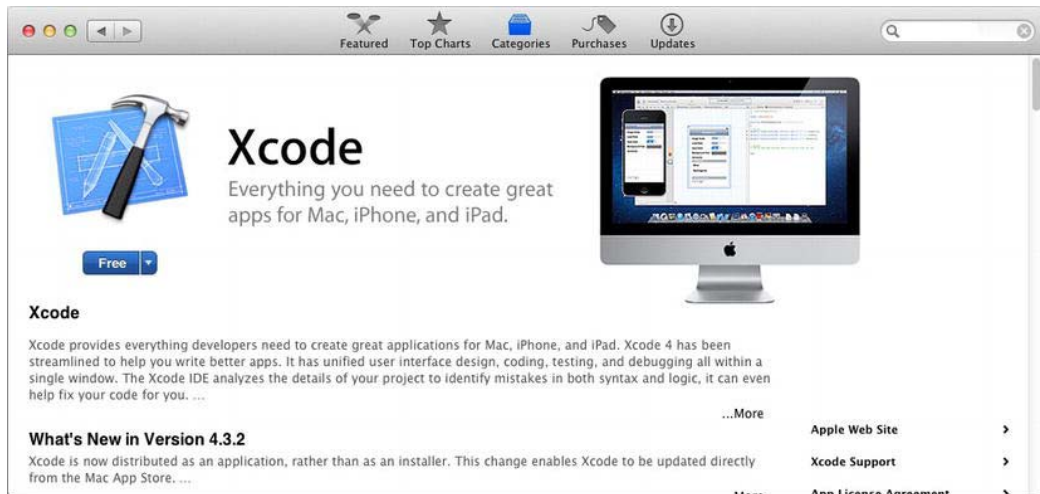 Featured Top Charts Categories Purchases Updates
Xcode
Everything you need to create great
apps for Mac, iPhone, and iPad.
Free
Xcode
Xcode provides everything developers need to create great applications for Mac, iPhone, and iPad. Xcode 4 has been
streamlined to help you write better apps. It has unified user interface design, coding, testing, and debugging all within a
single window. The Xcode IDE analyzes the details of your project to identify mistakes in both syntax and logic, it can even
help fix your code for you. ...
...More
What's New in Version 4.3.2
Xcode is now distributed as an application, rather than as an installer. This change enables Xcode to be updated directly
from the Mac App Store. ...
Apple Web Site
Xcode Support
App License Agreement